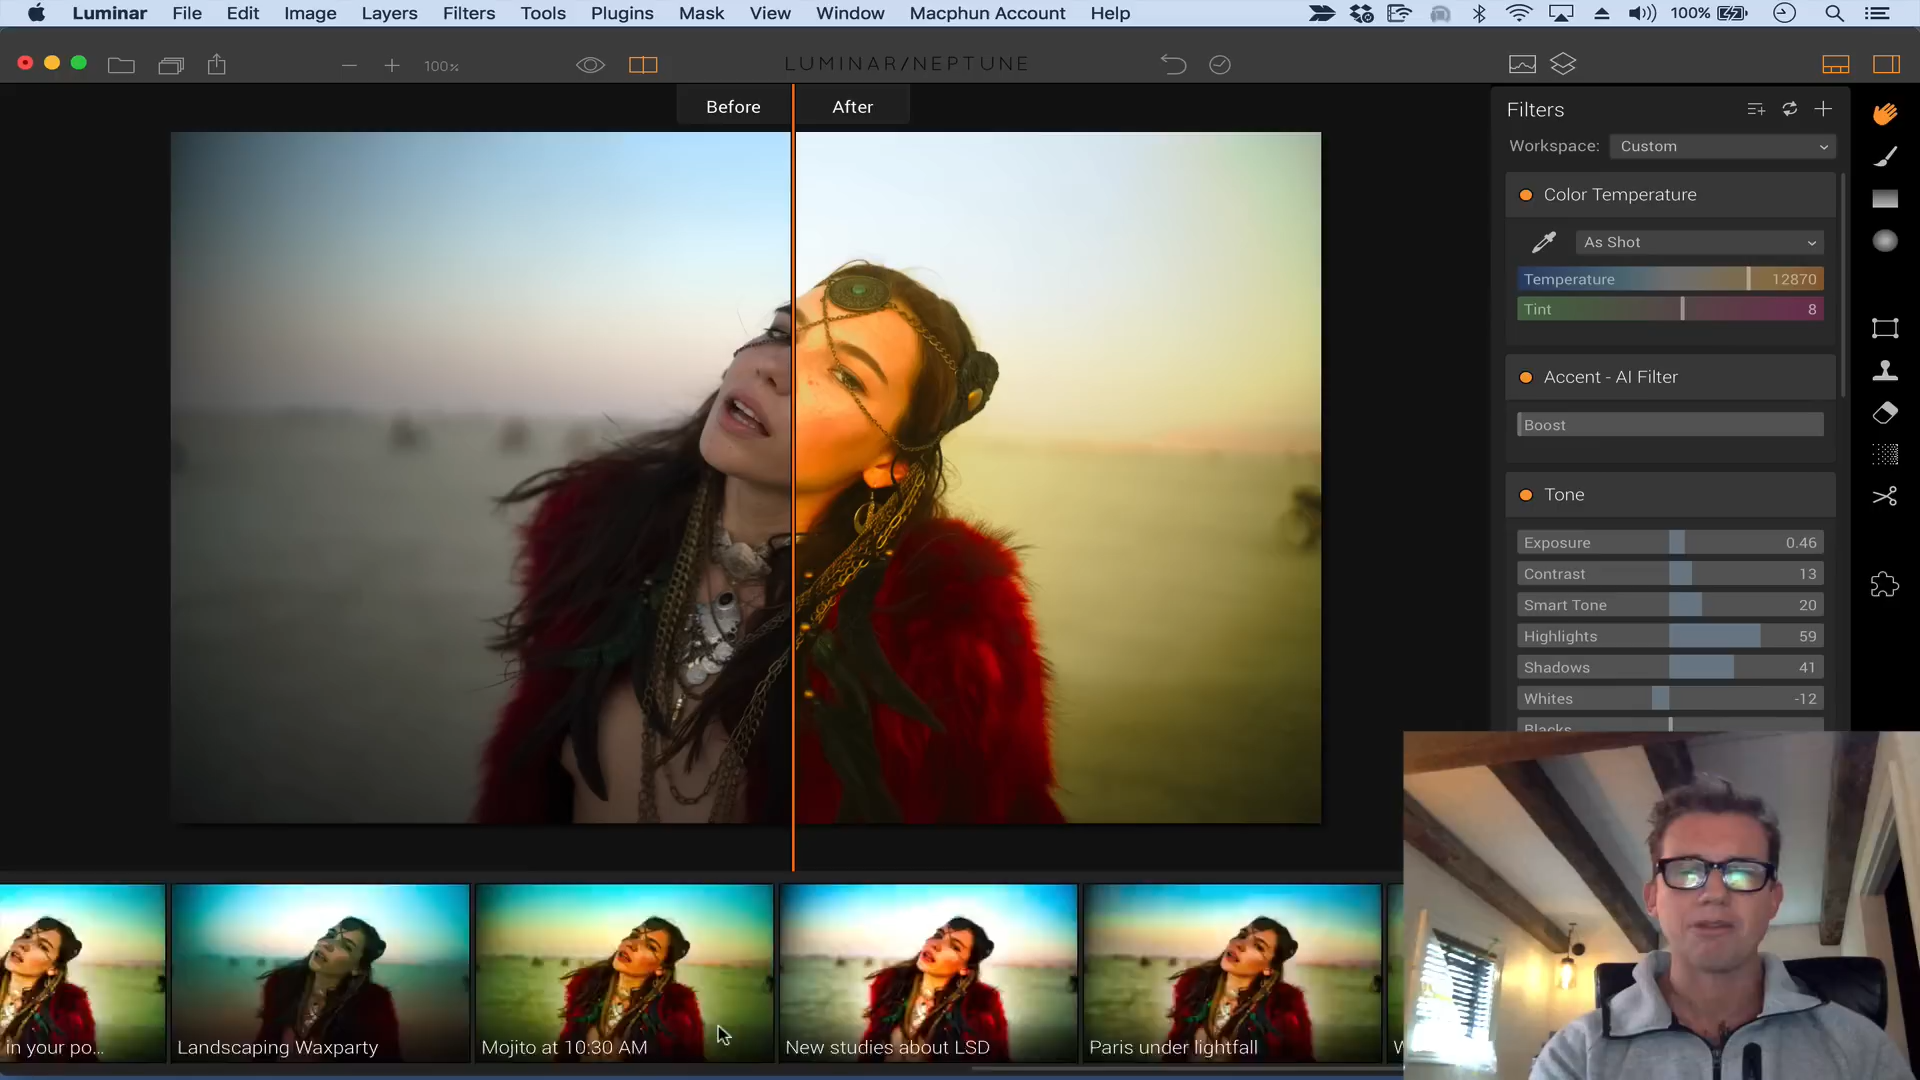 Luminar File Edit Image Layers Filters Tools Plugins Mask View Window Macphun Account Help 100%
100% LUMINAR/NEPTUNE
Before After
Filters
Workspace: Custom
Color Temperature
As Shot
Temperature 12870
Tint 8
Accent - AI Filter
Boost
Tone
Exposure 0.46
Contrast 13
Smart Tone 20
Highlights 59
Shadows 41
Whites -12
Blacks
in your po... Landscaping Waxparty Mojito at 10:30 AM New studies about LSD Paris under lightfall